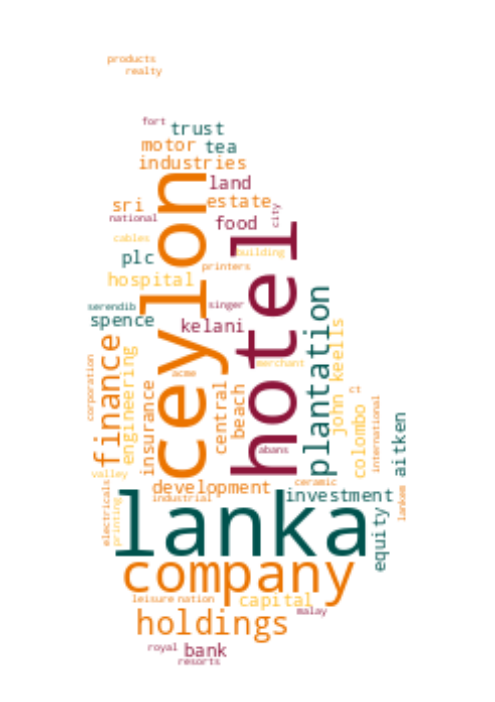 products
realty
fort
trust
motor
tea
industries
land
sri
estate
national
city
food
ceylon
hotel
cables
plc
building
printers
hospital
serendib
singer
spence
kelani
plantation
john keells
finance
engineering
corporation
merchant
acme
insurance
central
beach
colombo
ct
international
aitken
abans
valley
development
ceramic
electricals
printing
industrial
investment
lankem
lanka
equity
company
leisure
nation
capital
malay
holdings
royal
bank
resorts